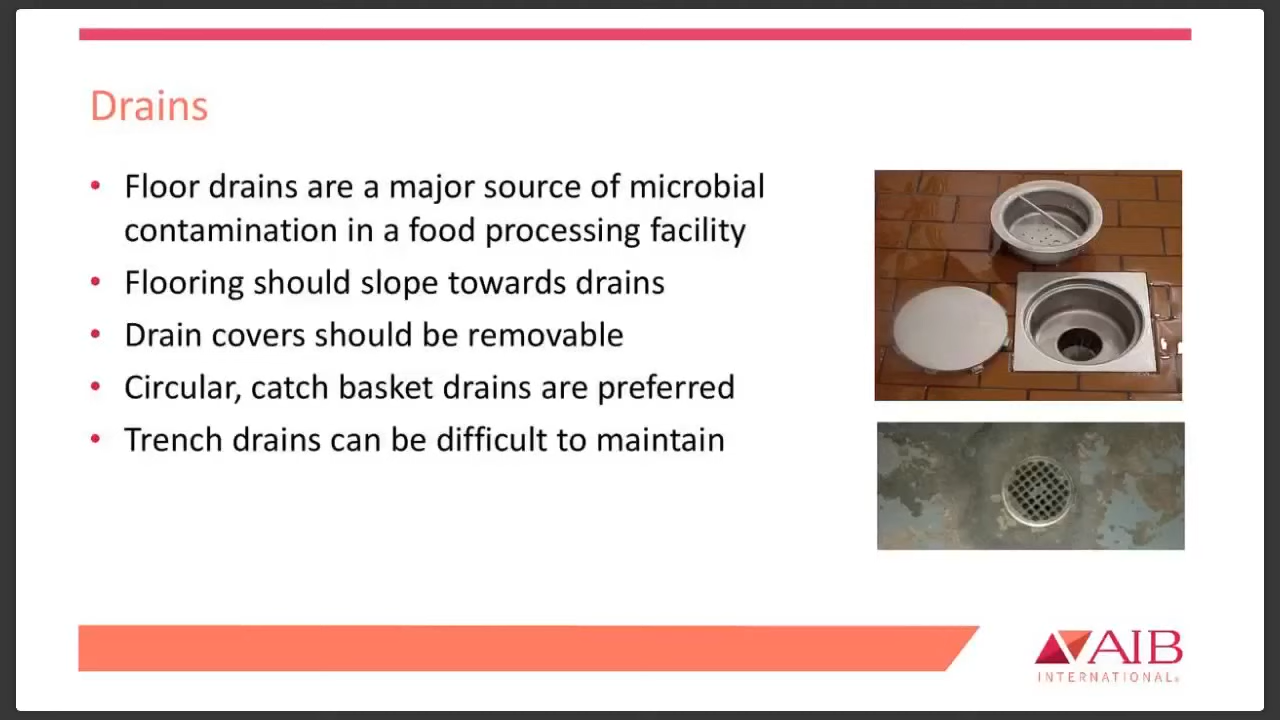 Drains
• Floor drains are a major source of microbial
contamination in a food processing facility
• Flooring should slope towards drains
• Drain covers should be removable
• Circular, catch basket drains are preferred
• Trench drains can be difficult to maintain
AIB
INTERNATIONAL®